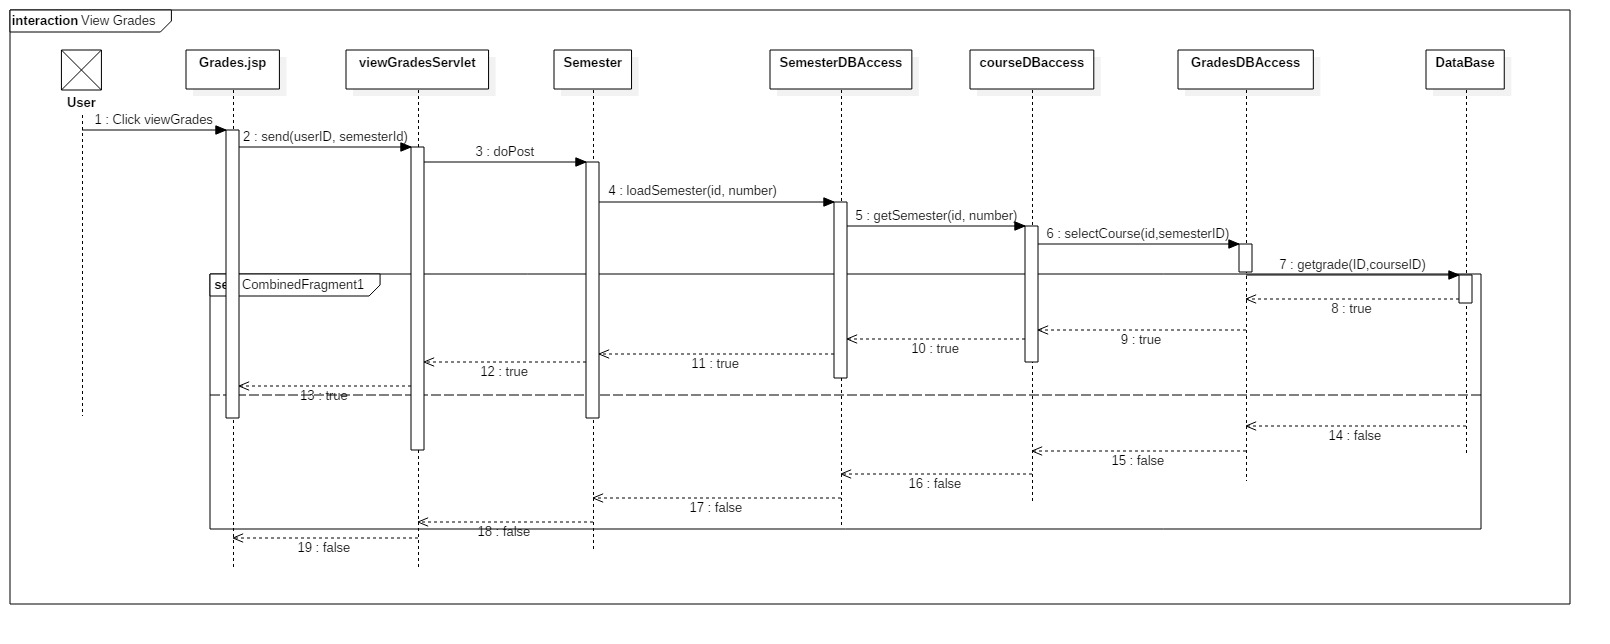 interaction View Grades
Grades.jsp
viewGradesServlet
Semester
SemesterDBAccess
courseDBaccess
GradesDBAccess
DataBase
User
1 : Click viewGrades
2 : send(userID, semesterId)
3 : doPost
4 : loadSemester(id, number)
5 : getSemester(id, number)
6 : selectCourse(id,semesterID)
7 : getgrade(ID,courseID)
CombinedFragment1
8 : true
9 : true
10 : true
11 : true
12 : true
13 : true
14 : false
15 : false
16 : false
17 : false
18 : false
19 : false